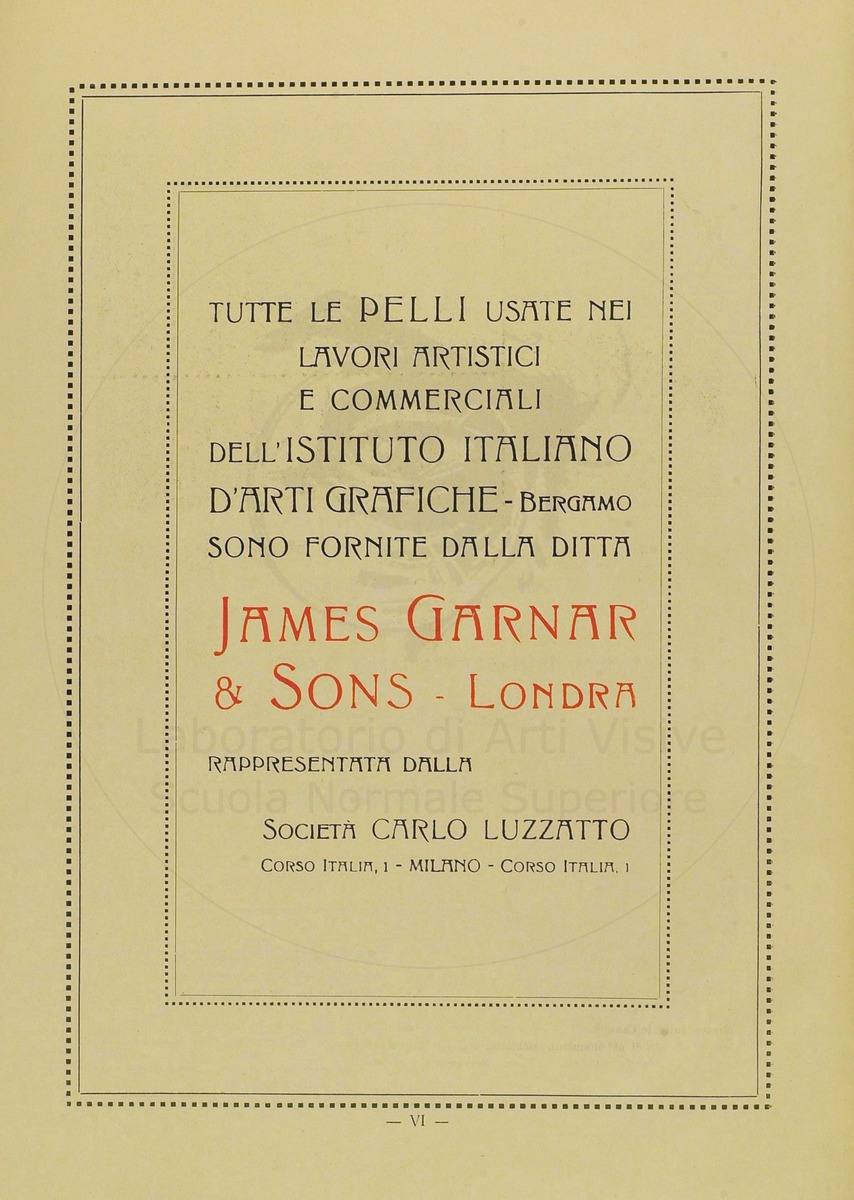 TUTTE LE PELLI USATE NEI
LAVORI ARTISTICI
E COMMERCIALI
DELL'ISTITUTO ITALIANO
D'ARTI GRAFICHE - BERGAMO
SONO FORNITE DALLA DITTA
JAMES GARNAR
& SONS - LONDRA
Laboratorio di Arti Visive
RAPPRESENTATA DALLA
Scuola Normale Superiore
SOCIETÀ CARLO LUZZATTO
CORSO ITALIA, 1 - MILANO - CORSO ITALIA, 1
— VI —